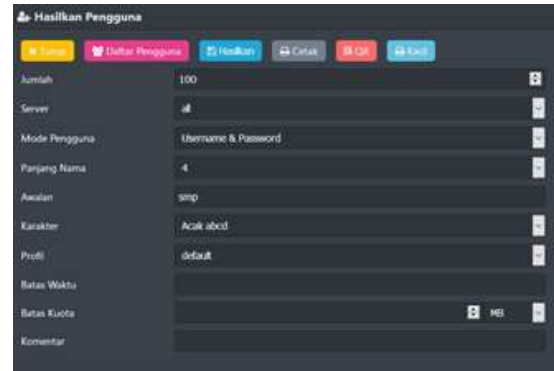 Hasilkan Pengguna
Tutup Daftar Pengguna Hasilkan Cetak QR Kecil
Jumlah 100
Server all
Mode Pengguna Username & Password
Panjang Nama 4
Awalan smp
Karakter Acak abcd
Profil default
Batas Waktu
Batas Kuota MB
Komentar